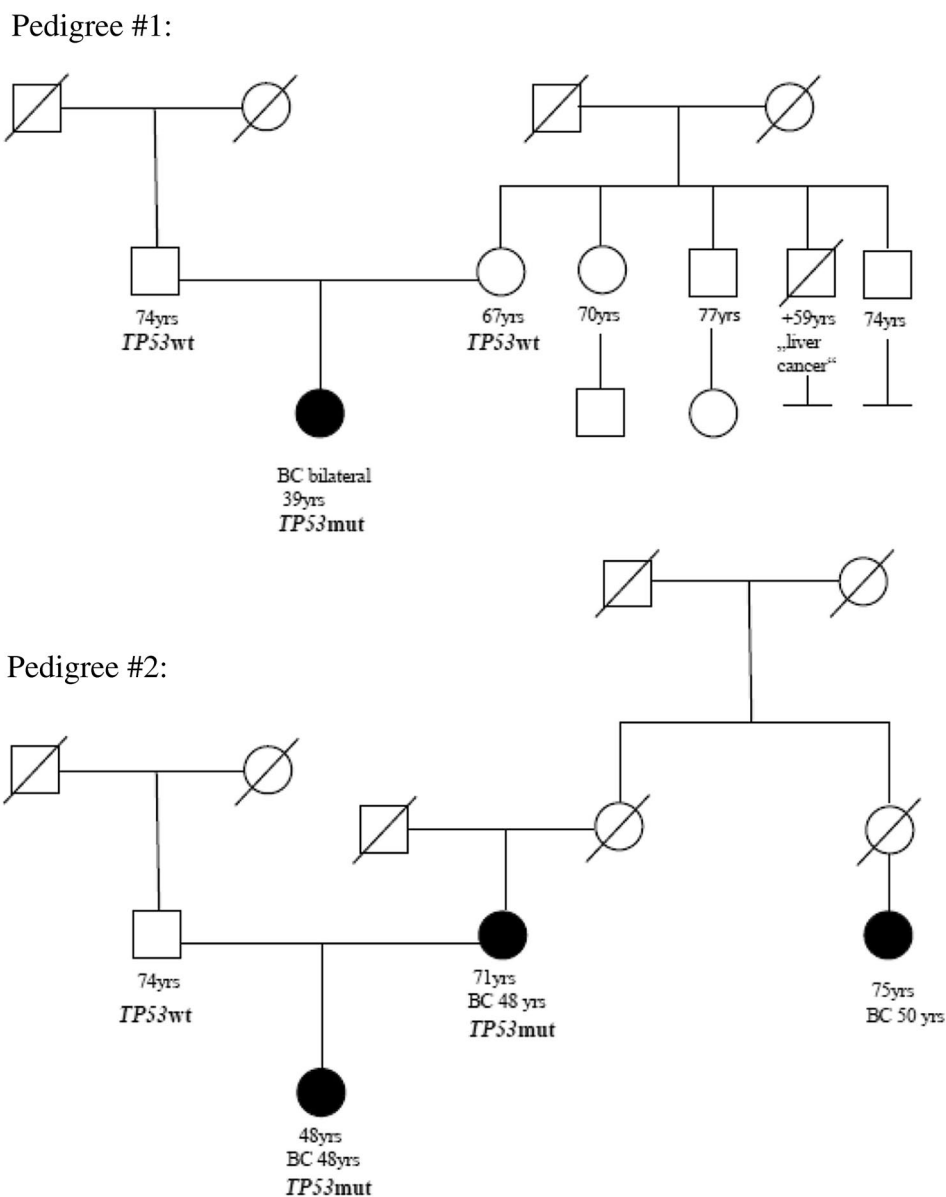 Pedigree #1:
74yrs
TP53wt
67yrs
TP53wt
70yrs
77yrs
+59yrs
„liver
cancer“
74yrs
BC bilateral
39yrs
TP53mut
Pedigree #2:
74yrs
TP53wt
71yrs
BC 48 yrs
TP53mut
75yrs
BC 50 yrs
48yrs
BC 48yrs
TP53mut